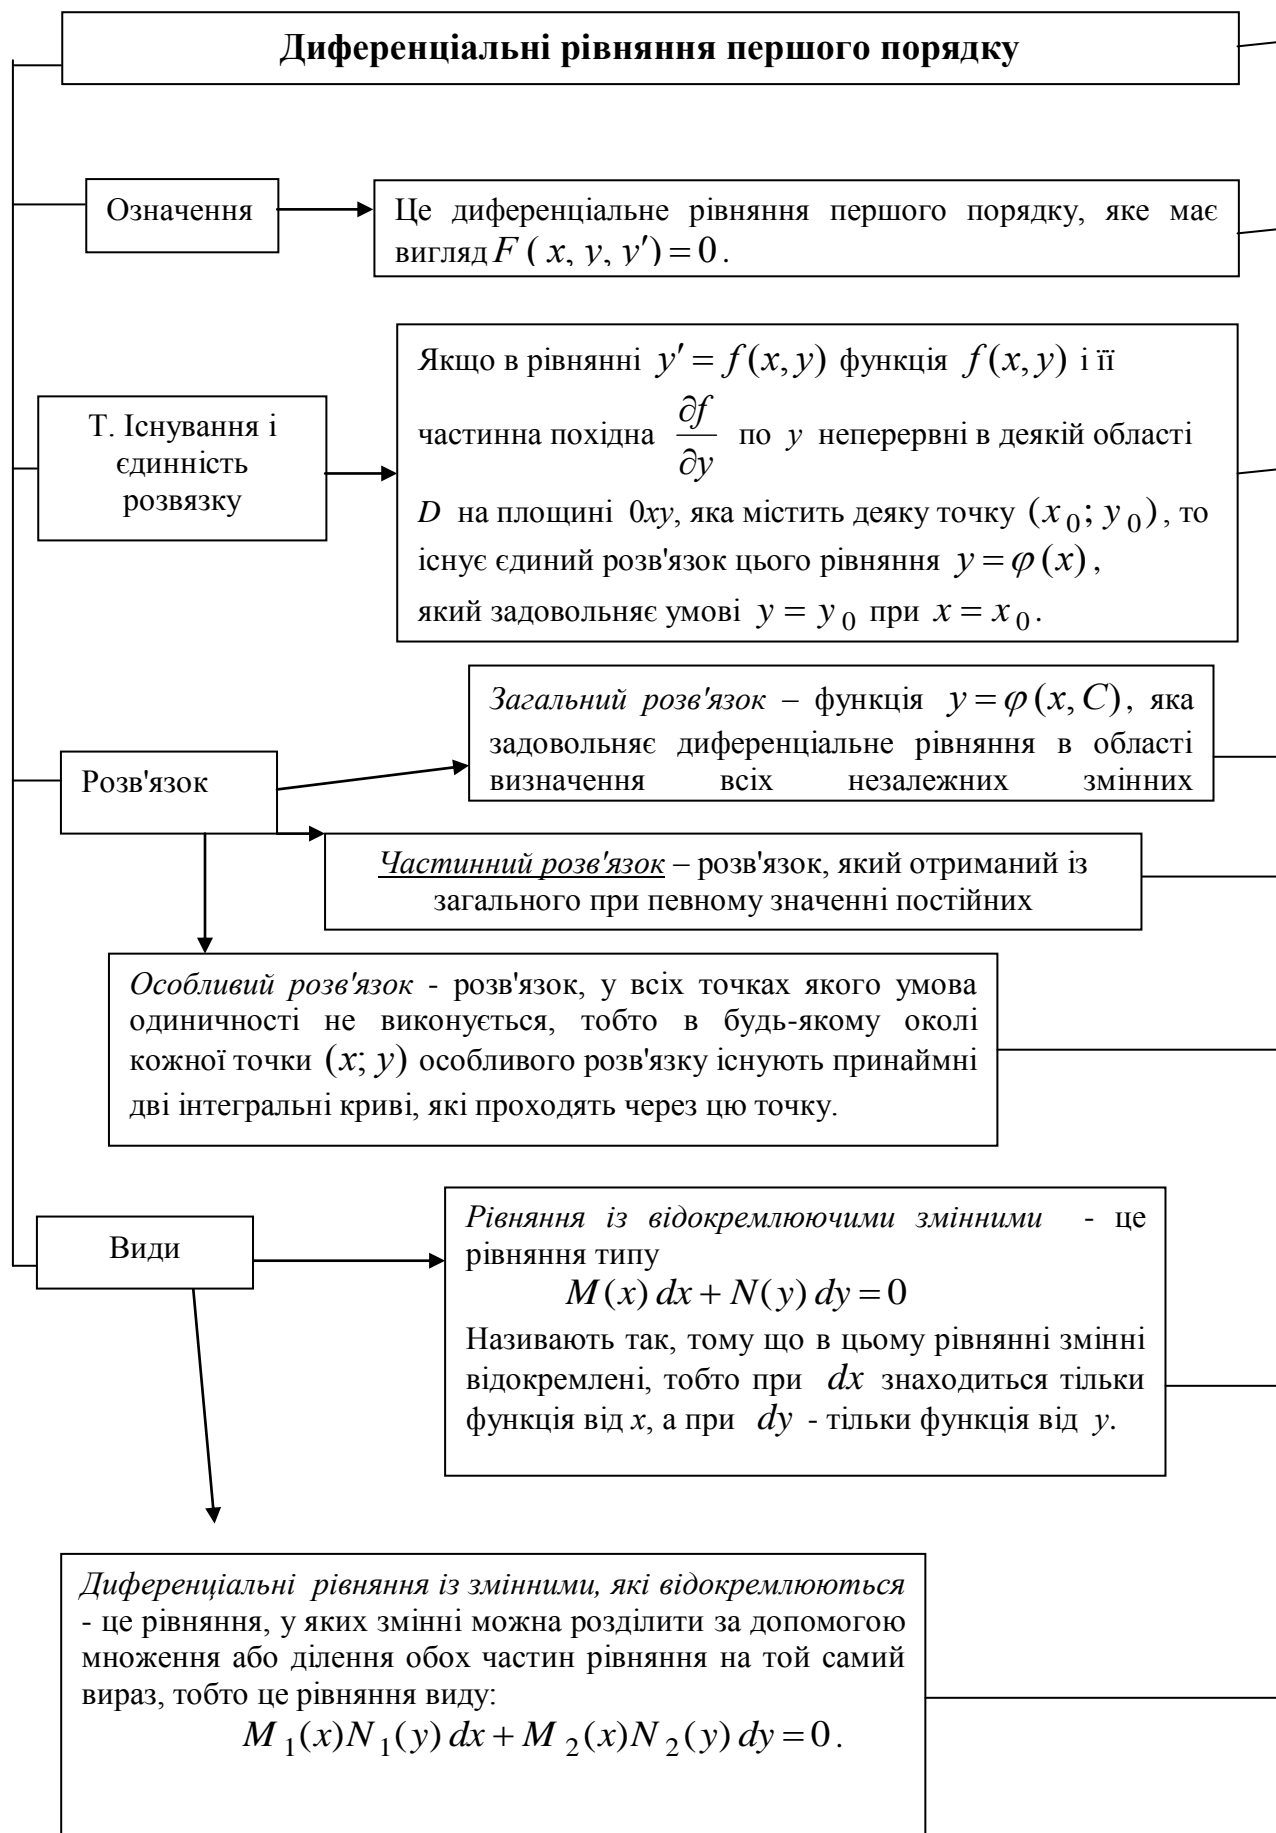 Диференціальні рівняння першого порядку
Означення
Це диференціальне рівняння першого порядку, яке має
вигляд F ( x, y, y′) = 0 .
Т. Існування і
єдинність
розвязку
Якщо в рівнянні y′ = f(x, y) функція f(x, y) і її
частинна похідна ∂f/∂y по y неперервні в деякій області
D на площині 0xy, яка містить деяку точку (x₀; y₀), то
існує єдиний розв'язок цього рівняння y = φ(x),
який задовольняє умові y = y₀ при x = x₀.
Розв'язок
Загальний розв'язок – функція y = φ(x, C), яка
задовольняє диференціальне рівняння в області
визначення всіх незалежних змінних
Частинний розв'язок – розв'язок, який отриманий із
загального при певному значенні постійних
Особливий розв'язок - розв'язок, у всіх точках якого умова
одиничності не виконується, тобто в будь-якому околі
кожної точки (x; y) особливого розв'язку існують принаймні
дві інтегральні криві, які проходять через цю точку.
Види
Рівняння із відокремлюючими змінними - це
рівняння типу
M(x) dx + N(y) dy = 0
Називають так, тому що в цьому рівнянні змінні
відокремлені, тобто при dx знаходиться тільки
функція від x, а при dy - тільки функція від y.
Диференціальні рівняння із змінними, які відокремлюються
- це рівняння, у яких змінні можна розділити за допомогою
множення або ділення обох частин рівняння на той самий
вираз, тобто це рівняння виду:
M₁(x)N₁(y) dx + M₂(x)N₂(y) dy = 0.